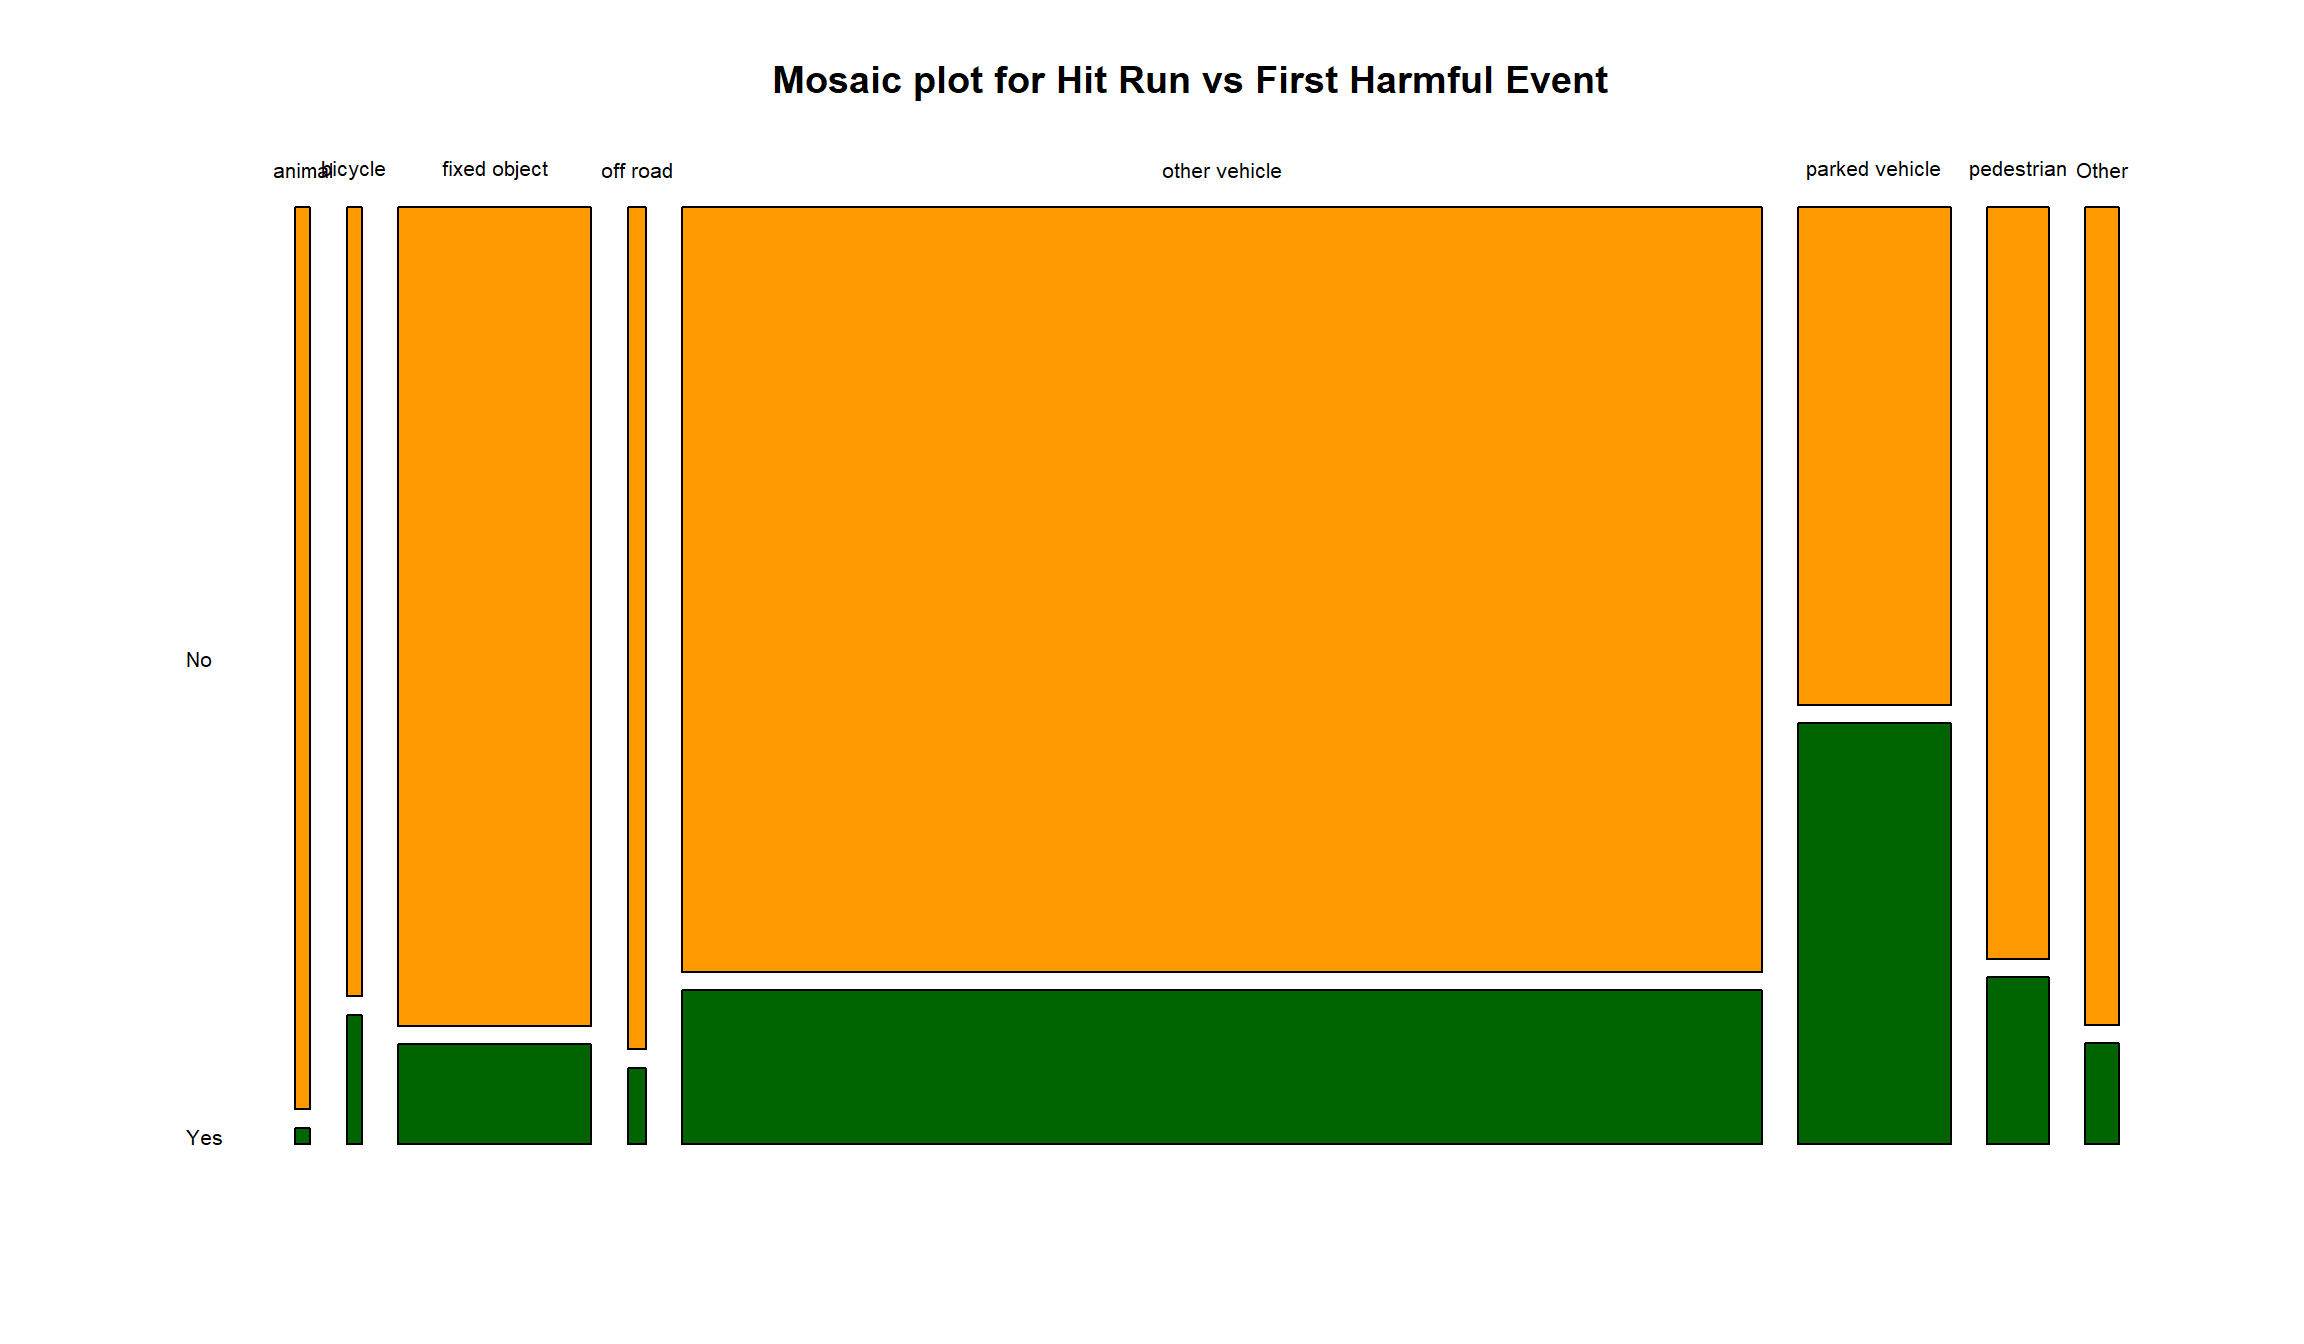 Mosaic plot for Hit Run vs First Harmful Event
animal bicycle fixed object off road other vehicle parked vehicle pedestrian Other
No
Yes